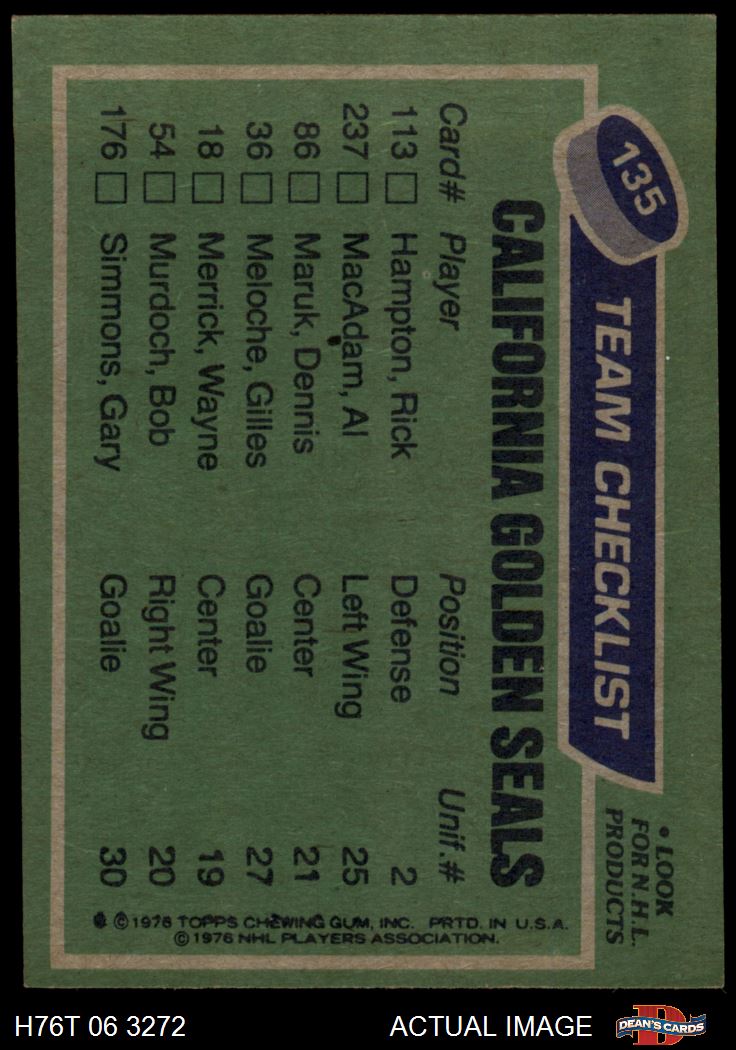 135
TEAM CHECKLIST
• LOOK
FOR N.H.L.
PRODUCTS
CALIFORNIA GOLDEN SEALS
Card# Player Position Unif.#
113 Hampton, Rick Defense 2
237 MacAdam, Al Left Wing 25
86 Maruk, Dennis Center 21
36 Meloche, Gilles Goalie 27
18 Merrick, Wayne Center 19
54 Murdoch, Bob Right Wing 20
176 Simmons, Gary Goalie 30
© 1976 TOPPS CHEWING GUM, INC. PRTD. IN U.S.A.
© 1976 NHL PLAYERS ASSOCIATION.
H76T 06 3272 ACTUAL IMAGE
D
DEAN'S CARDS